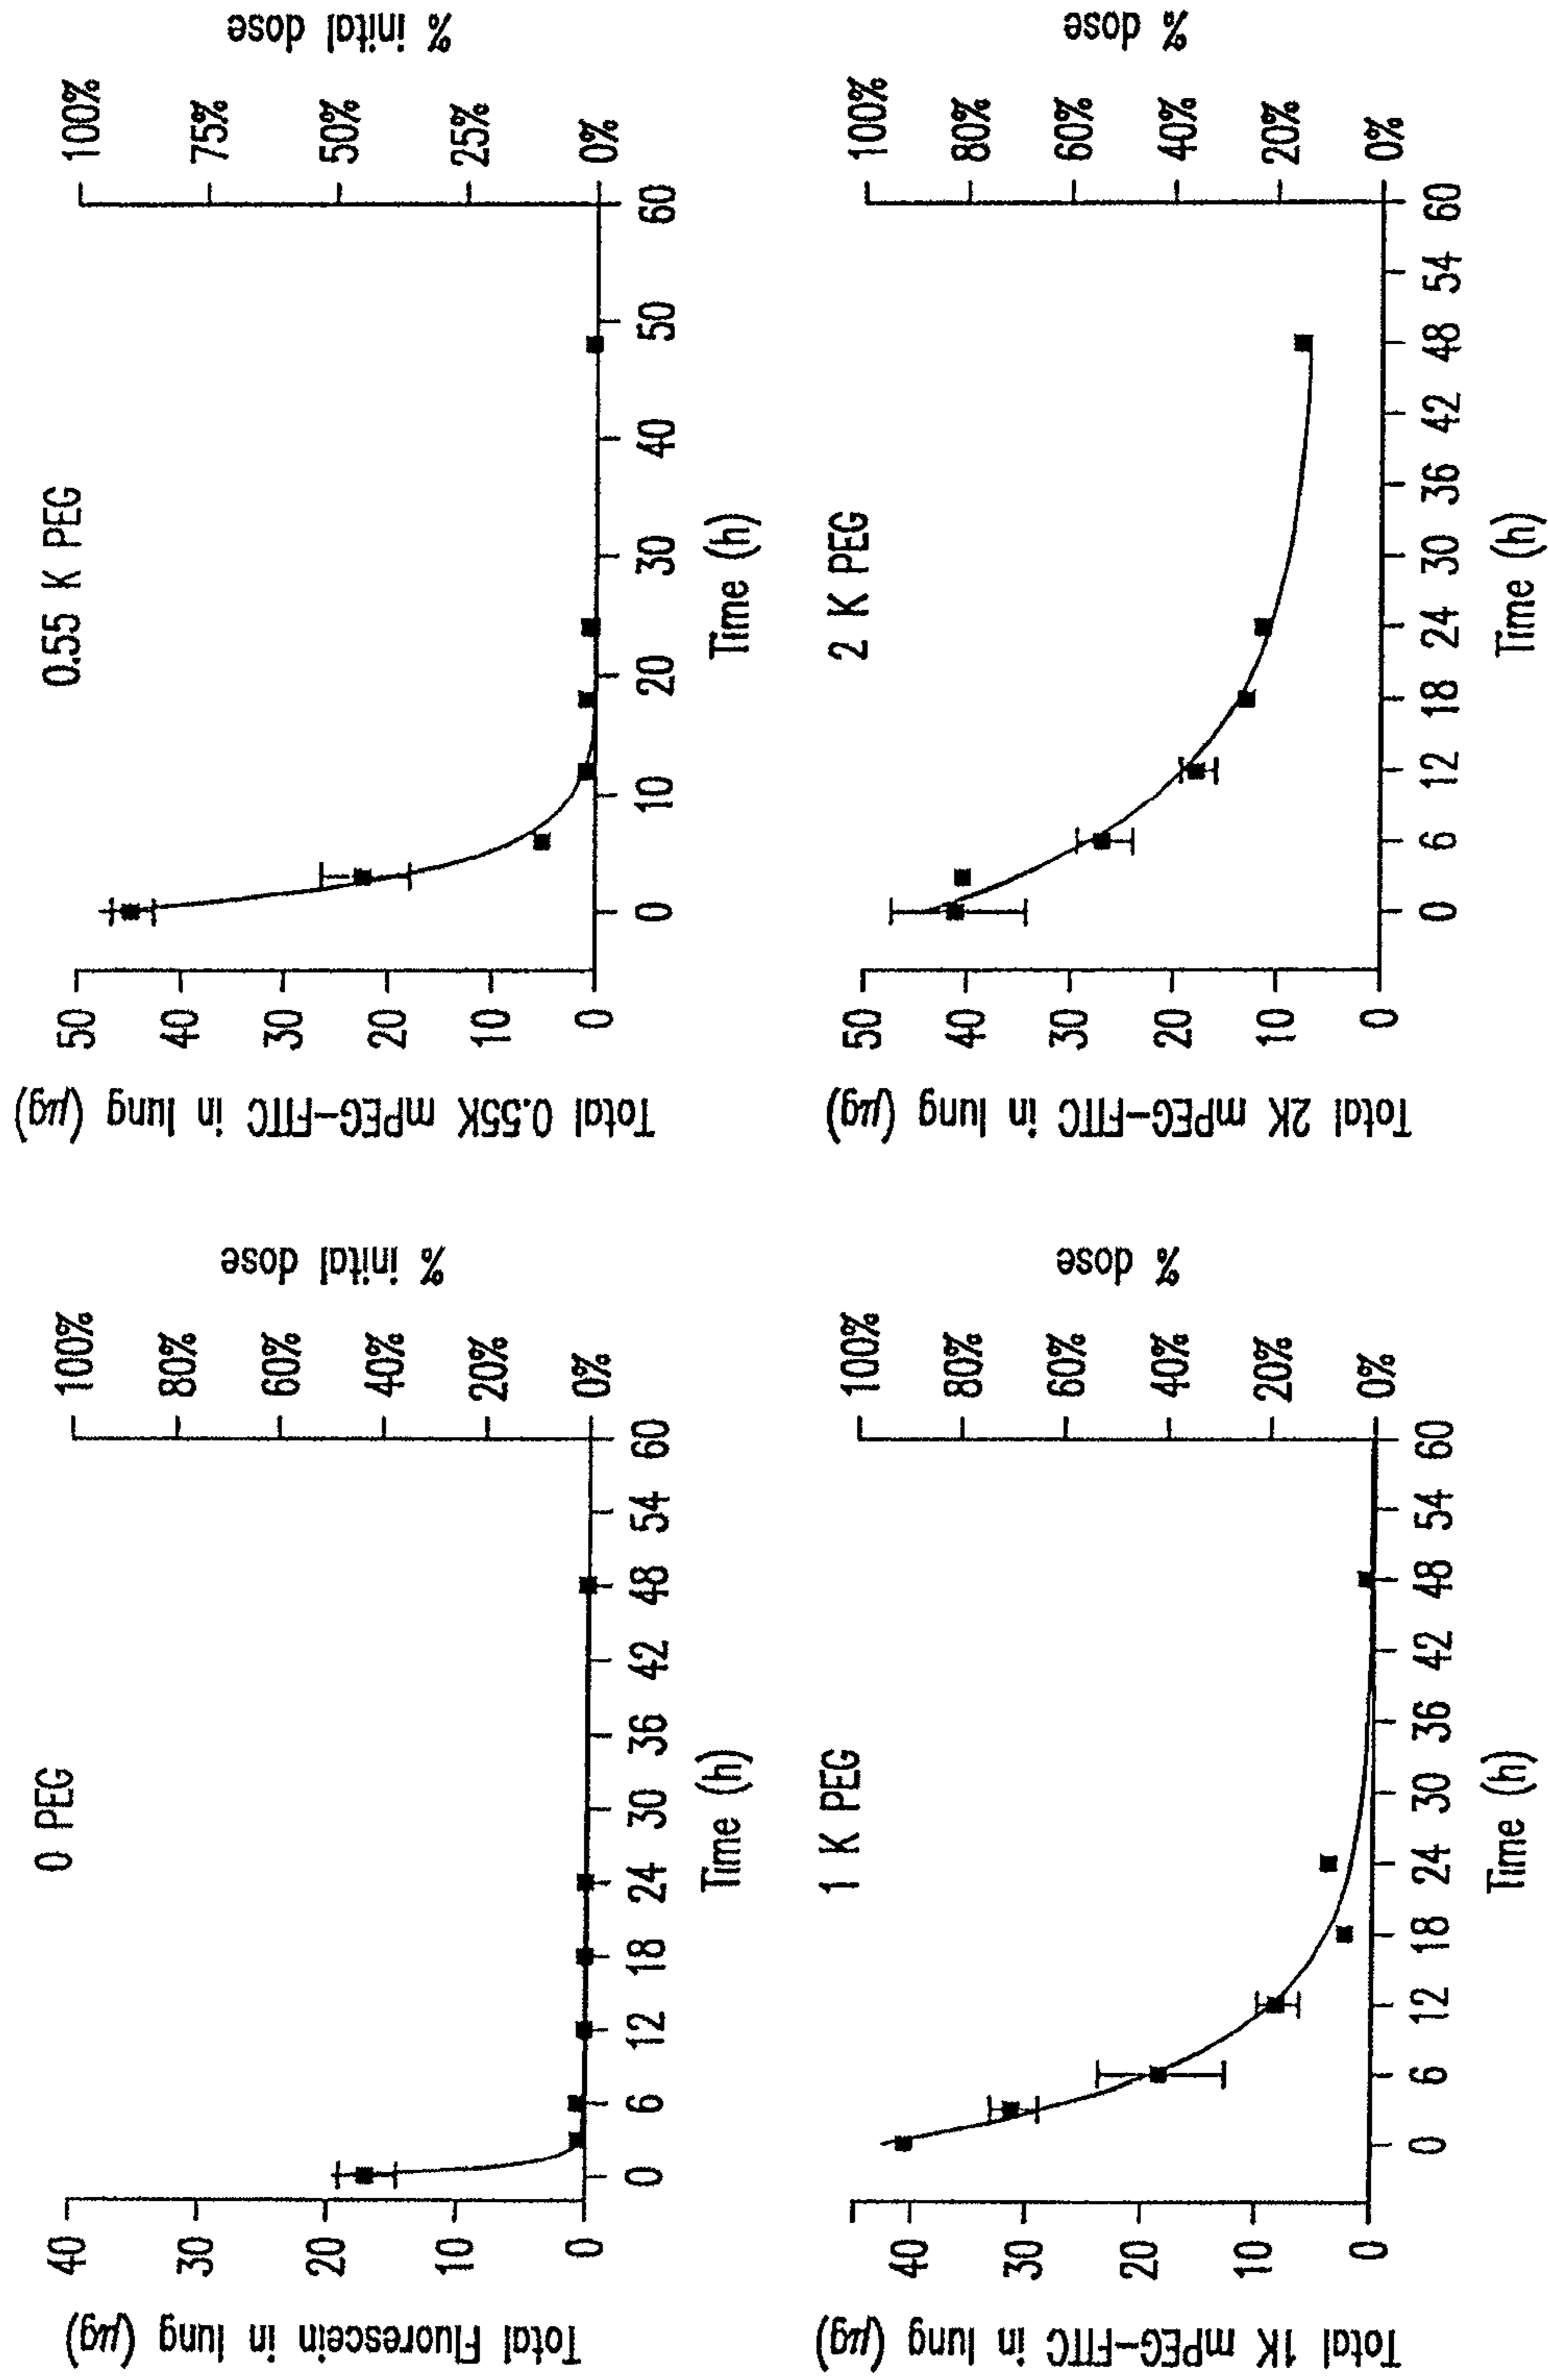 0 PEG
Total Fluorescein in lung (µg)
40
30
20
10
0
0 6 12 18 24 30 36 42 48 54 60
Time (h)
100%
80%
60%
40%
20%
0%
% inital dose
0.55 K PEG
Total 0.55K mPEG-FITC in lung (µg)
50
40
30
20
10
0
0 10 20 30 40 50 60
Time (h)
100%
75%
50%
25%
0%
% inital dose
1 K PEG
Total 1K mPEG-FITC in lung (µg)
40
30
20
10
0
0 6 12 18 24 30 36 42 48 54 60
Time (h)
100%
80%
60%
40%
20%
0%
% dose
2 K PEG
Total 2K mPEG-FITC in lung (µg)
50
40
30
20
10
0
0 6 12 18 24 30 36 42 48 54 60
Time (h)
100%
80%
60%
40%
20%
0%
% dose